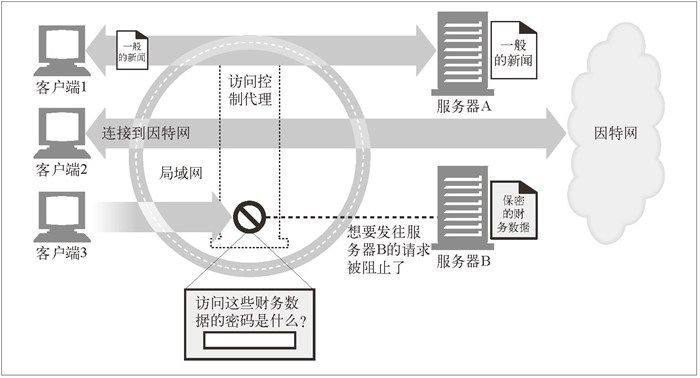 一般
的新闻
客户端1
访问控
制代理
服务器A
一般
的新闻
连接到因特网
客户端2
因特网
局域网
客户端3
想要发往服
务器B的请求
被阻止了
保密
的财
务数据
服务器B
访问这些财务数
据的密码是什么?